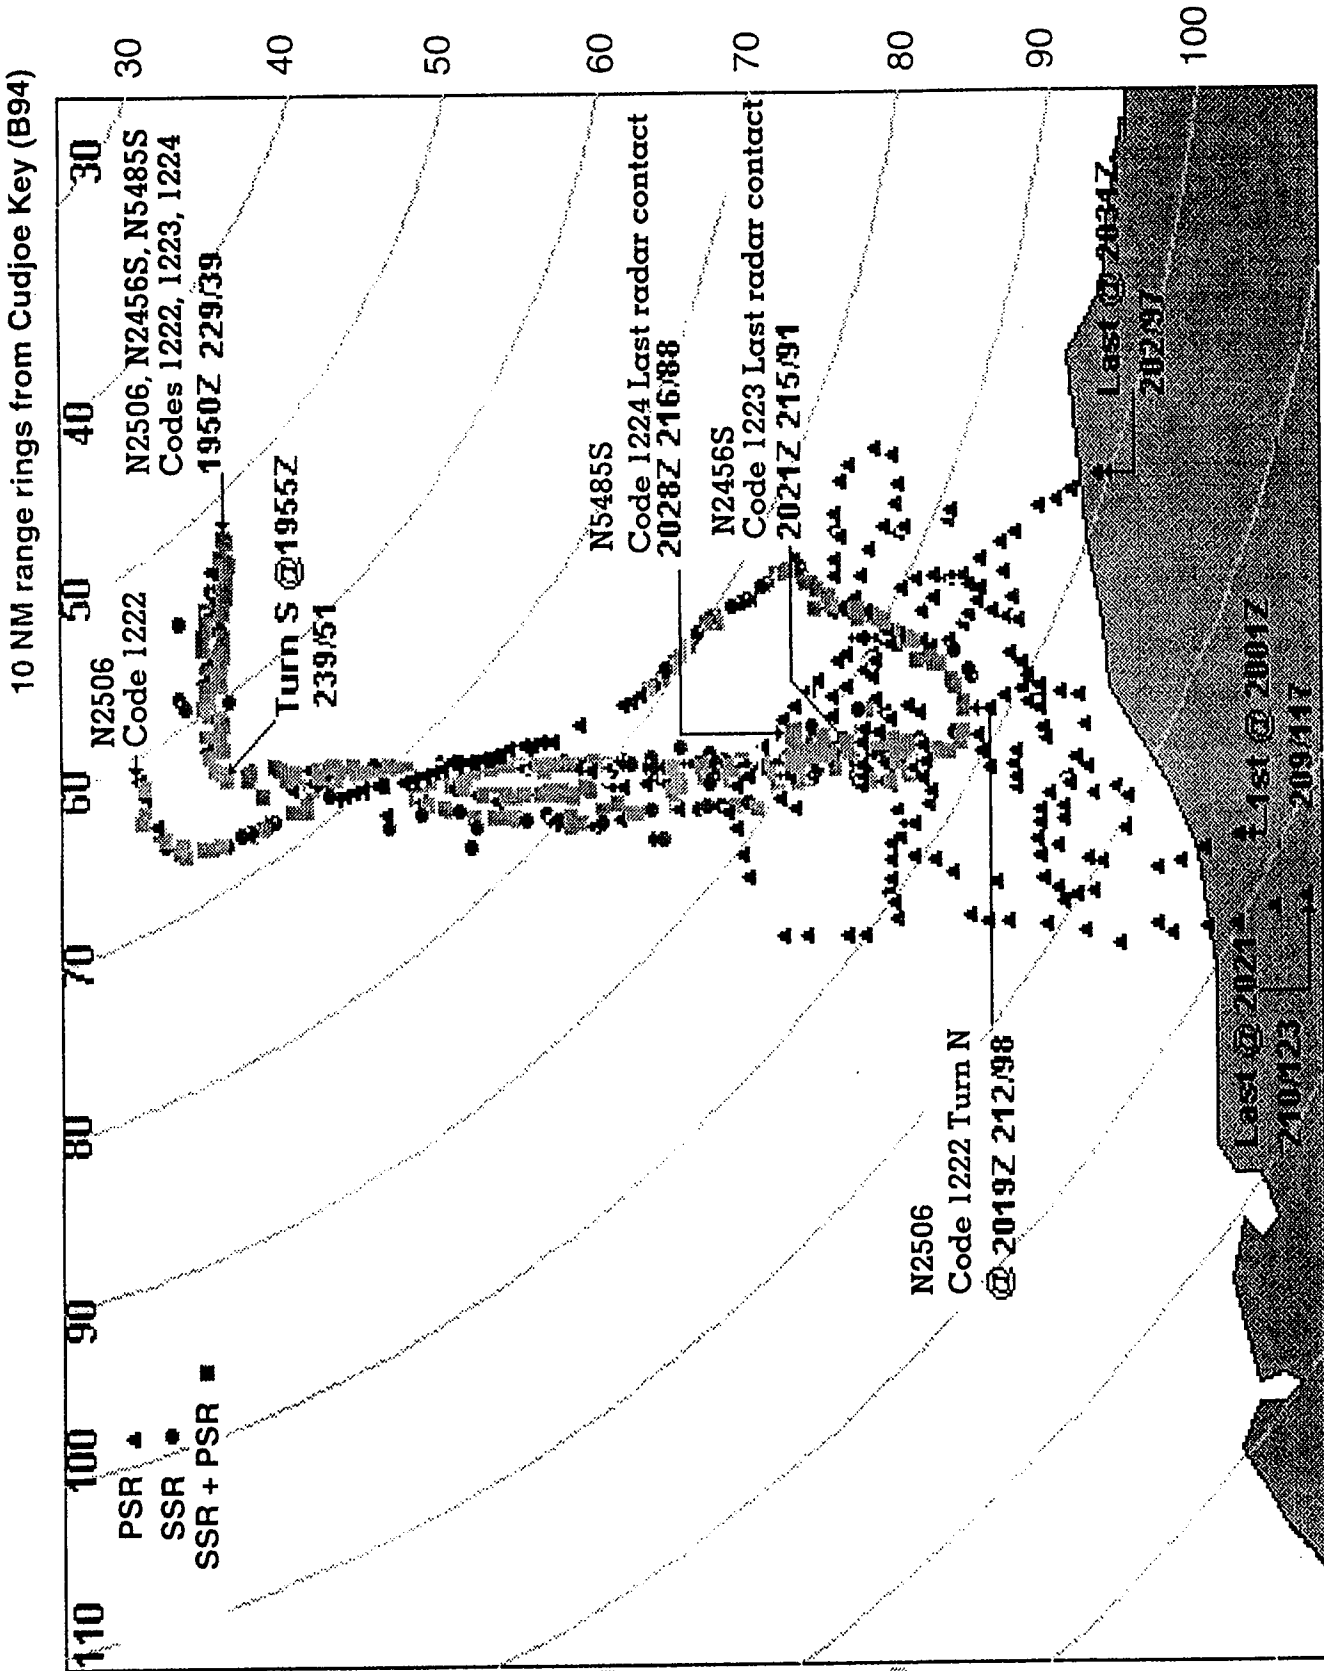 10 NM range rings from Cudjoe Key (B94)
30
40
50
60
70
80
90
100
110
100
90
80
70
60
50
40
30
PSR
SSR
SSR + PSR
N2506
Code 1222
N2506, N2456S, N5485S
Codes 1222, 1223, 1224
1950Z 229/39
Turn S @1955Z
239/51
N5485S
Code 1224 Last radar contact
2028Z 216/88
N2456S
Code 1223 Last radar contact
2021Z 215/91
N2506
Code 1222 Turn N
@ 2019Z 212/98
Last @ 2034Z
202/97
1st @ 2001Z
209/117
Last @ 2021
210/123